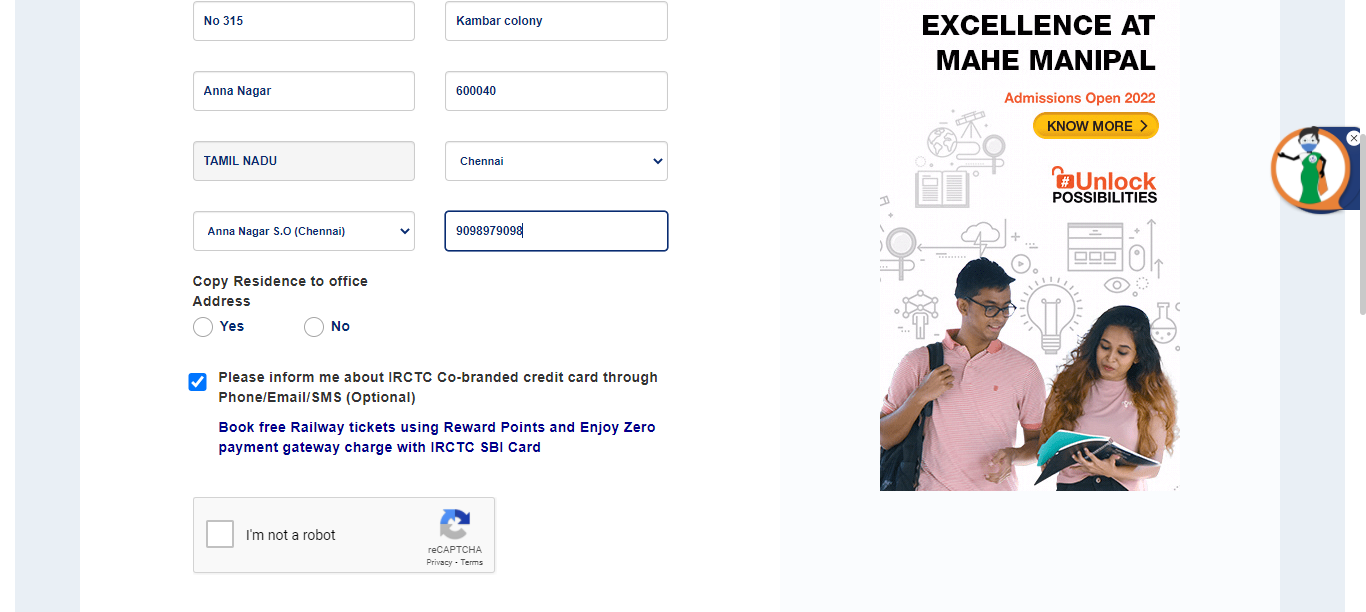 No 315
Kambar colony
Anna Nagar
600040
TAMIL NADU
Chennai
Anna Nagar S.O (Chennai)
9098979098
Copy Residence to office
Address
Yes
No
Please inform me about IRCTC Co-branded credit card through
Phone/Email/SMS (Optional)
Book free Railway tickets using Reward Points and Enjoy Zero
payment gateway charge with IRCTC SBI Card
I'm not a robot
reCAPTCHA
Privacy - Terms
EXCELLENCE AT
MAHE MANIPAL
Admissions Open 2022
KNOW MORE >
#Unlock
POSSIBILITIES